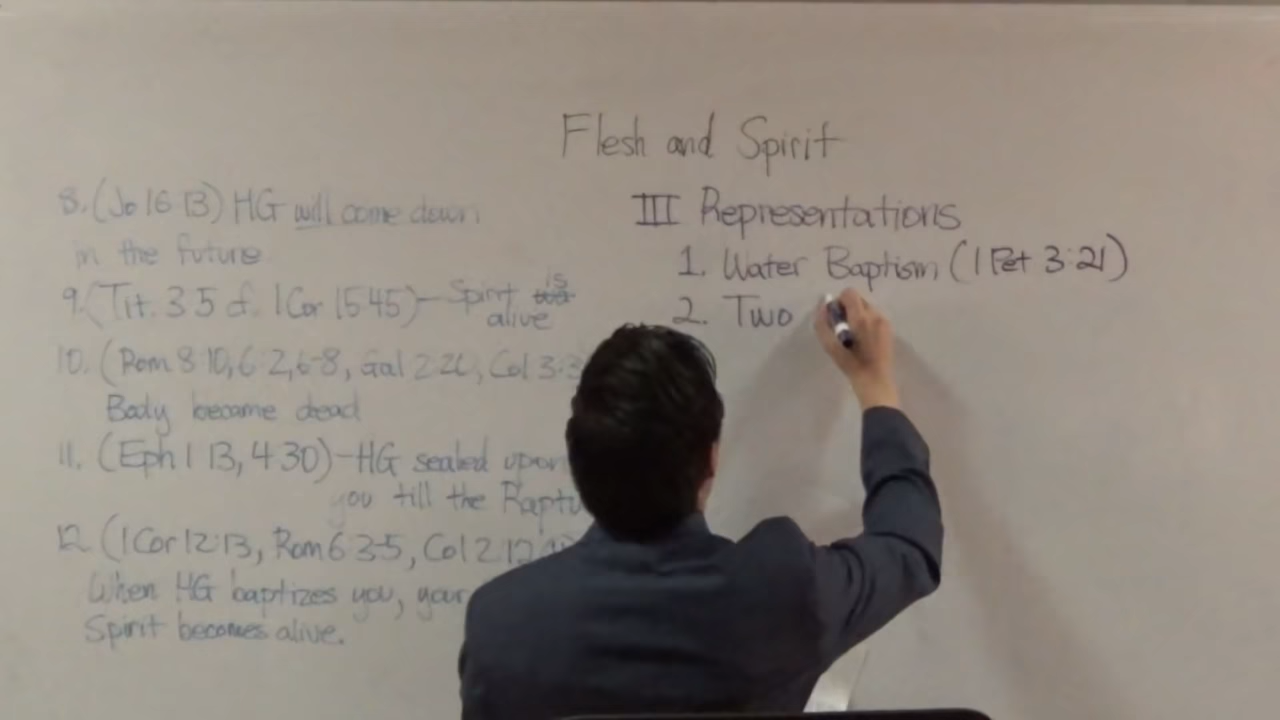 Flesh and Spirit
8. (Jo 16:13) HG will come down
in the future
9. (Tit. 3:5 cf. 1 Cor 15:45) - Spirit is
alive
10. (Rom 8:10, 6:2, 6-8, Gal 2:20, Col 3:3
Body became dead
11. (Eph 1:13, 4:30) - HG sealed upon
you till the
12. (1 Cor 12:13, Rom 6:3-5, Col 2:12
When HG baptizes you, your
Spirit becomes alive.
III Representations
1. Water Baptism (1 Pet 3:21)
2. Two